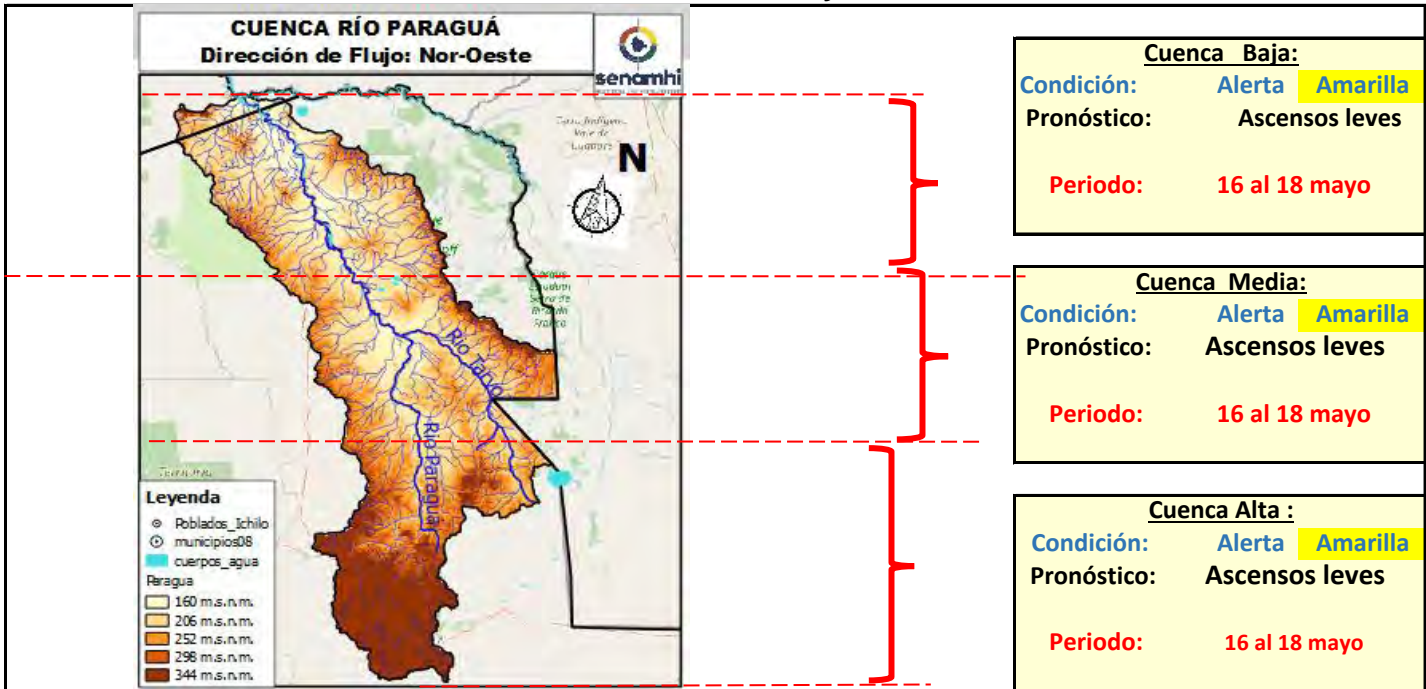 CUENCA RÍO PARAGUÁ
Dirección de Flujo: Nor-Oeste
senamhi
N
Río Tarvo
Río Paraguá
Leyenda
Poblados_Ichilo
municipios08
cuerpos_agua
Paragua
160 m.s.n.m.
206 m.s.n.m.
252 m.s.n.m.
298 m.s.n.m.
344 m.s.n.m.
Cuenca Baja:
Condición: Alerta Amarilla
Pronóstico: Ascensos leves
Periodo: 16 al 18 mayo
Cuenca Media:
Condición: Alerta Amarilla
Pronóstico: Ascensos leves
Periodo: 16 al 18 mayo
Cuenca Alta :
Condición: Alerta Amarilla
Pronóstico: Ascensos leves
Periodo: 16 al 18 mayo